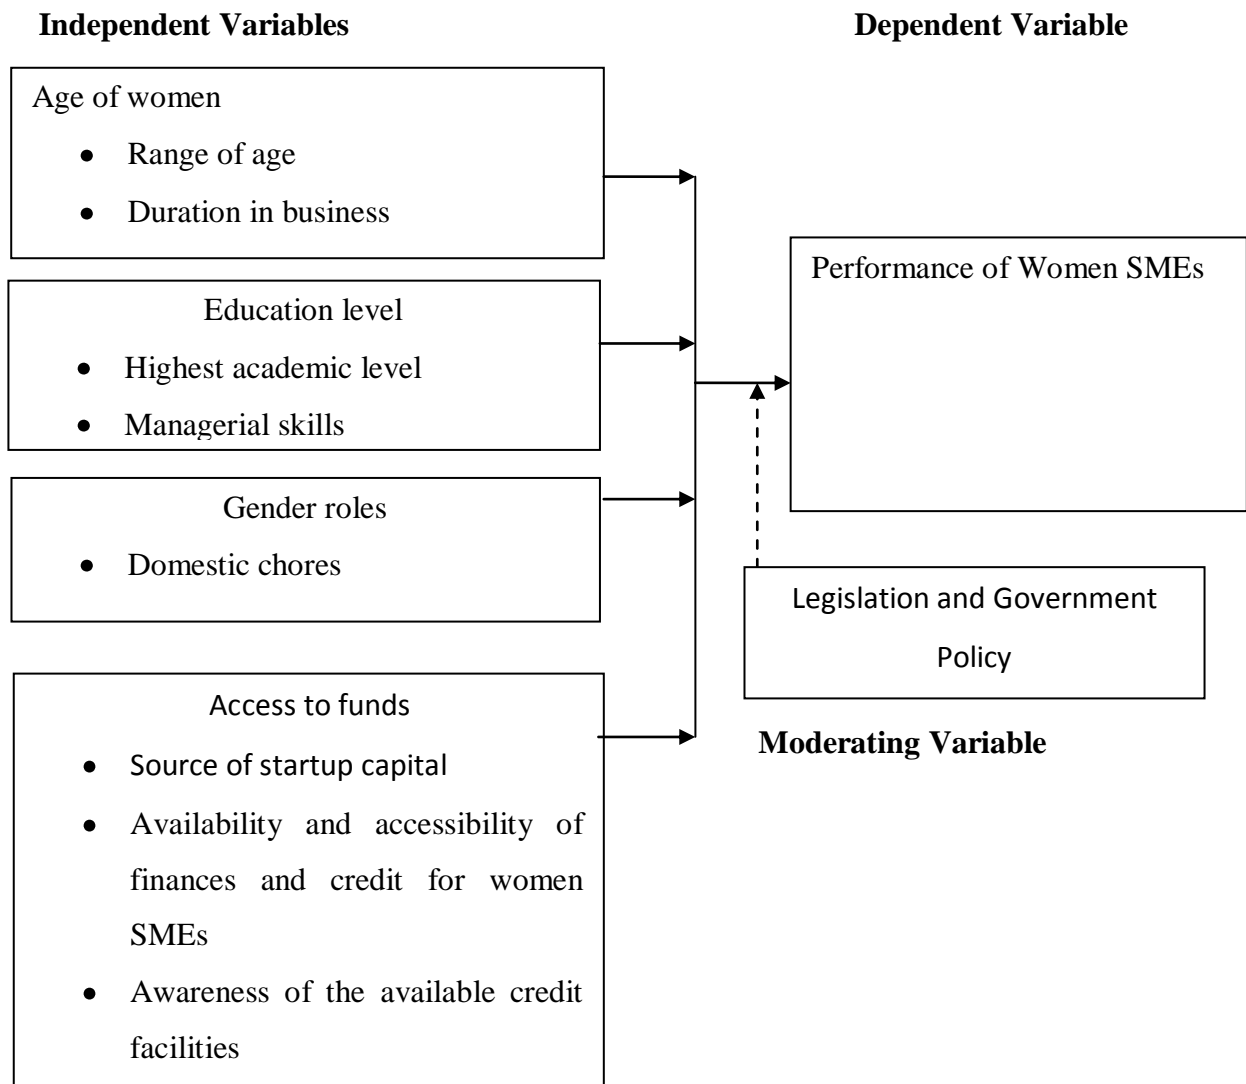 Independent Variables
Dependent Variable
Age of women
● Range of age
● Duration in business
Education level
● Highest academic level
● Managerial skills
Gender roles
● Domestic chores
Access to funds
● Source of startup capital
● Availability and accessibility of
finances and credit for women
SMEs
● Awareness of the available credit
facilities
Performance of Women SMEs
Legislation and Government
Policy
Moderating Variable